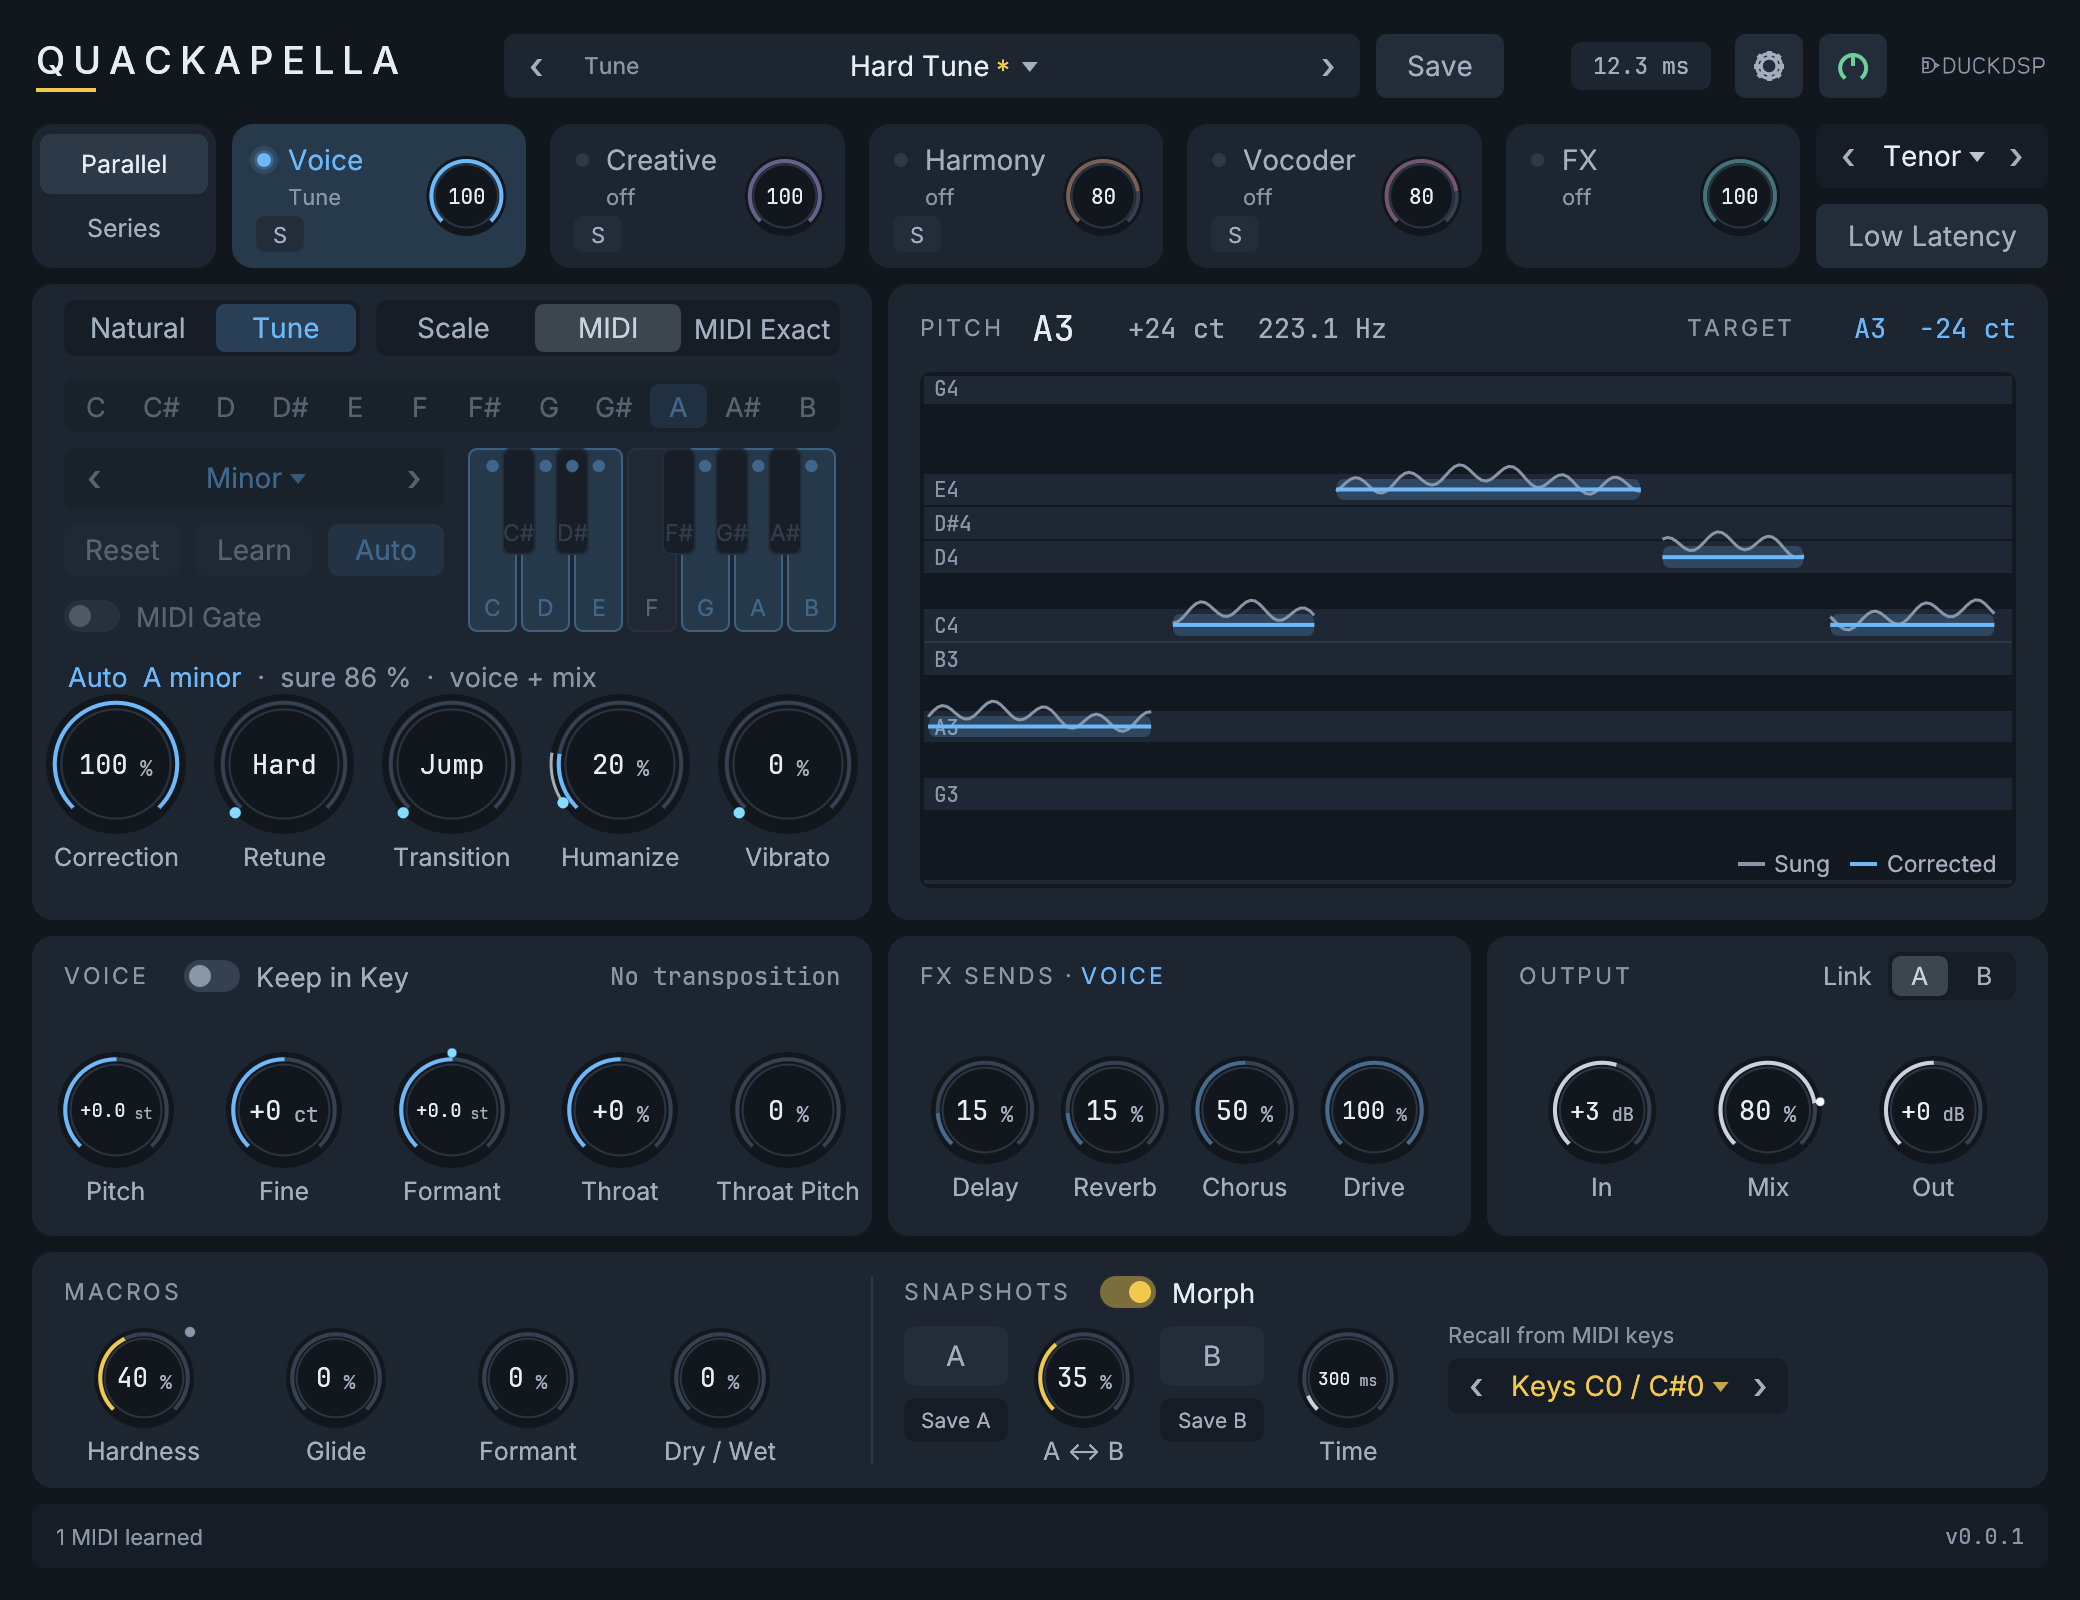 QUACKAPELLA
Tune
Hard Tune *
Save
12.3 ms
DUCKDSP
Parallel
Series
Voice
Tune
S
100
Creative
off
S
100
Harmony
off
S
80
Vocoder
off
S
80
FX
off
100
Tenor
Low Latency
Natural Tune Scale MIDI MIDI Exact
C C# D D# E F F# G G# A A# B
Minor
Reset Learn Auto
MIDI Gate
C# D# F# G# A#
C D E F G A B
Auto A minor · sure 86 % · voice + mix
100 % Hard Jump 20 % 0 %
Correction Retune Transition Humanize Vibrato
PITCH A3 +24 ct 223.1 Hz TARGET A3 -24 ct
G4
E4
D#4
D4
C4
B3
A3
G3
Sung Corrected
VOICE Keep in Key No transposition
+0.0 st +0 ct +0.0 st +0 % 0 %
Pitch Fine Formant Throat Throat Pitch
FX SENDS · VOICE
15 % 15 % 50 % 100 %
Delay Reverb Chorus Drive
OUTPUT Link A B
+3 dB 80 % +0 dB
In Mix Out
MACROS
40 % 0 % 0 % 0 %
Hardness Glide Formant Dry / Wet
SNAPSHOTS Morph
A 35 % B 300 ms
Save A Save B
A ↔ B Time
Recall from MIDI keys
Keys C0 / C#0
1 MIDI learned
v0.0.1